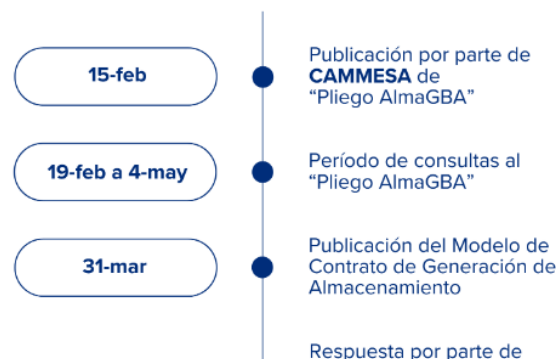 15-feb
Publicación por parte de
CAMMESA de
“Pliego AlmaGBA”
19-feb a 4-may
Período de consultas al
“Pliego AlmaGBA”
31-mar
Publicación del Modelo de
Contrato de Generación de
Almacenamiento
Respuesta por parte de